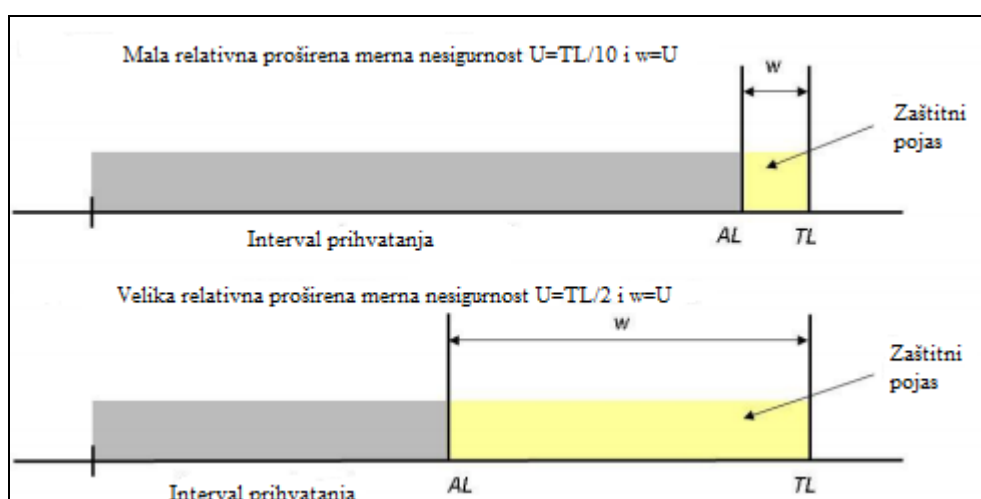 Mala relativna proširena merna nesigurnost U=TL/10 i w=U
w
Zaštitni
pojas
Interval prihvatanja
AL
TL
Velika relativna proširena merna nesigurnost U=TL/2 i w=U
w
Zaštitni
pojas
Interval prihvatanja
AL
TL